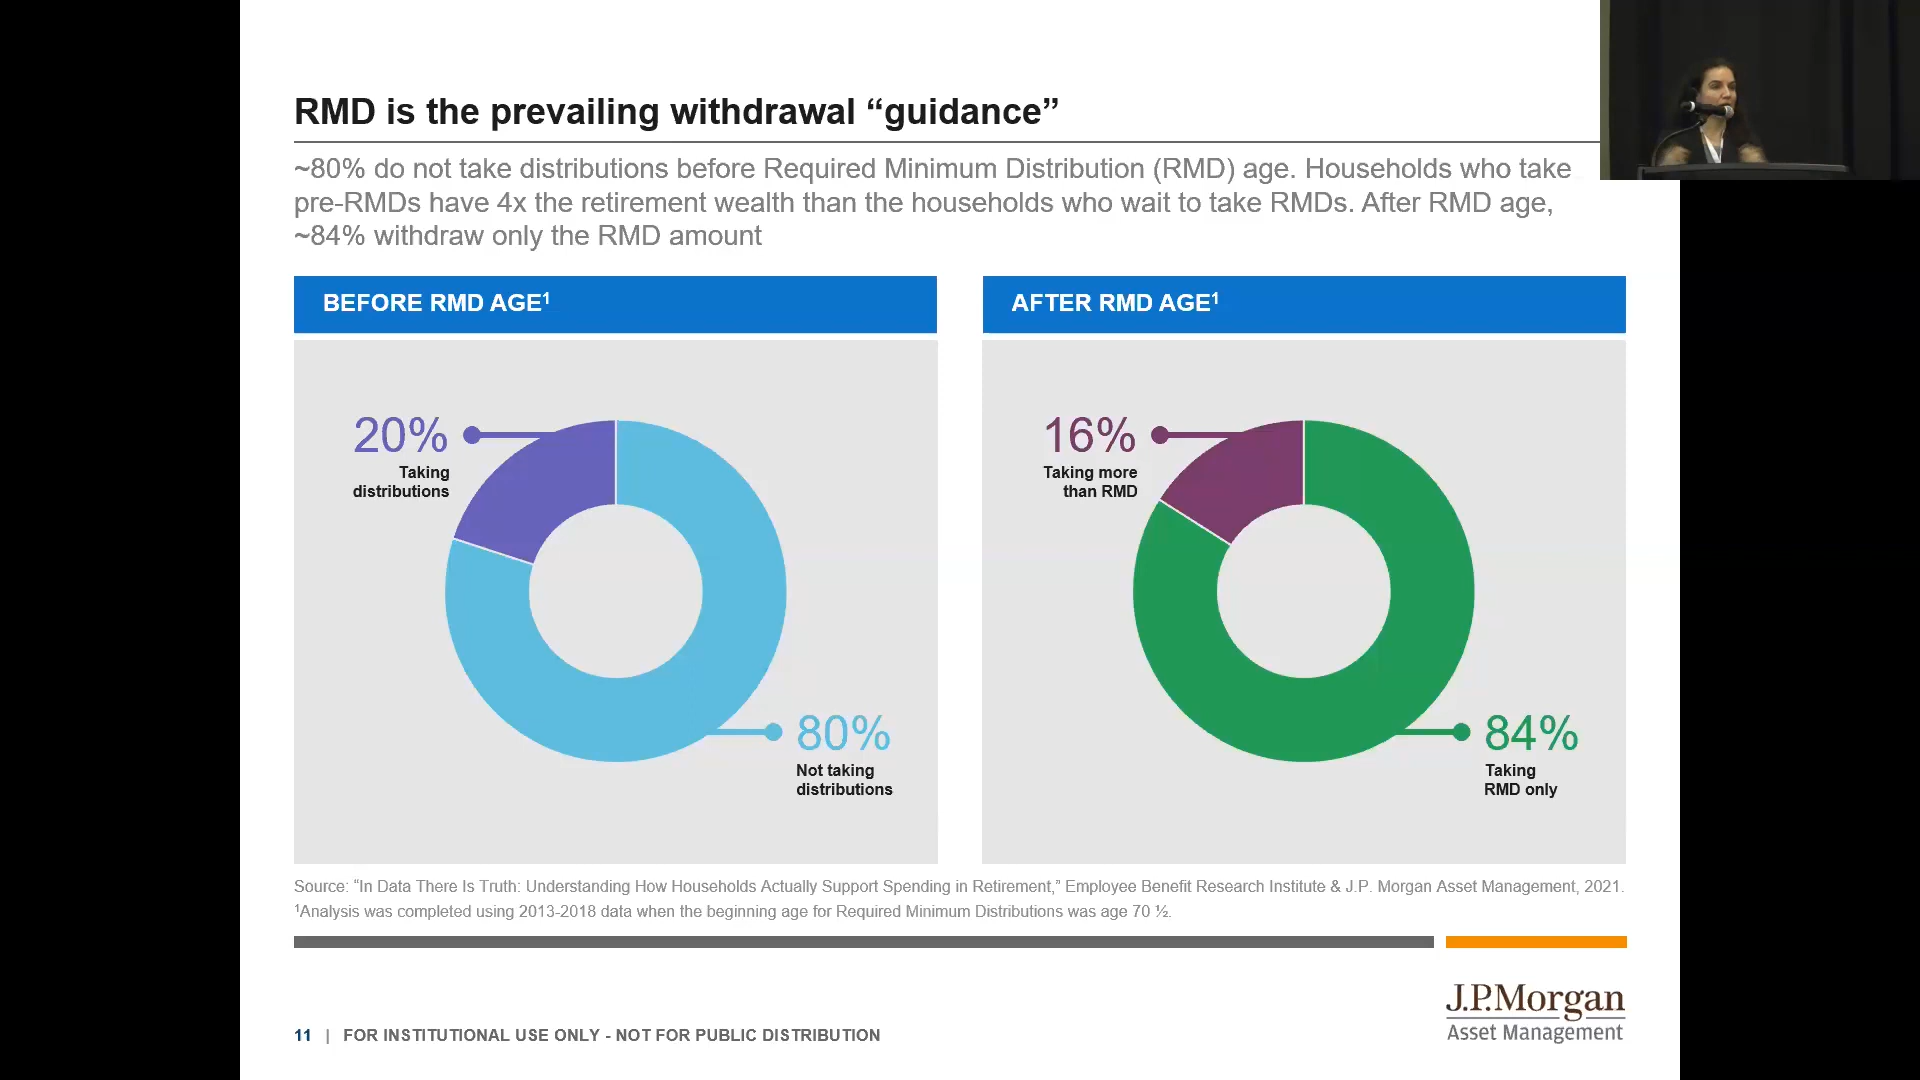 RMD is the prevailing withdrawal “guidance”
~80% do not take distributions before Required Minimum Distribution (RMD) age. Households who take
pre-RMDs have 4x the retirement wealth than the households who wait to take RMDs. After RMD age,
~84% withdraw only the RMD amount
BEFORE RMD AGE¹
20%
Taking
distributions
80%
Not taking
distributions
AFTER RMD AGE¹
16%
Taking more
than RMD
84%
Taking
RMD only
Source: “In Data There Is Truth: Understanding How Households Actually Support Spending in Retirement,” Employee Benefit Research Institute & J.P. Morgan Asset Management, 2021.
¹Analysis was completed using 2013-2018 data when the beginning age for Required Minimum Distributions was age 70 ½.
11 | FOR INSTITUTIONAL USE ONLY - NOT FOR PUBLIC DISTRIBUTION
J.P.Morgan
Asset Management